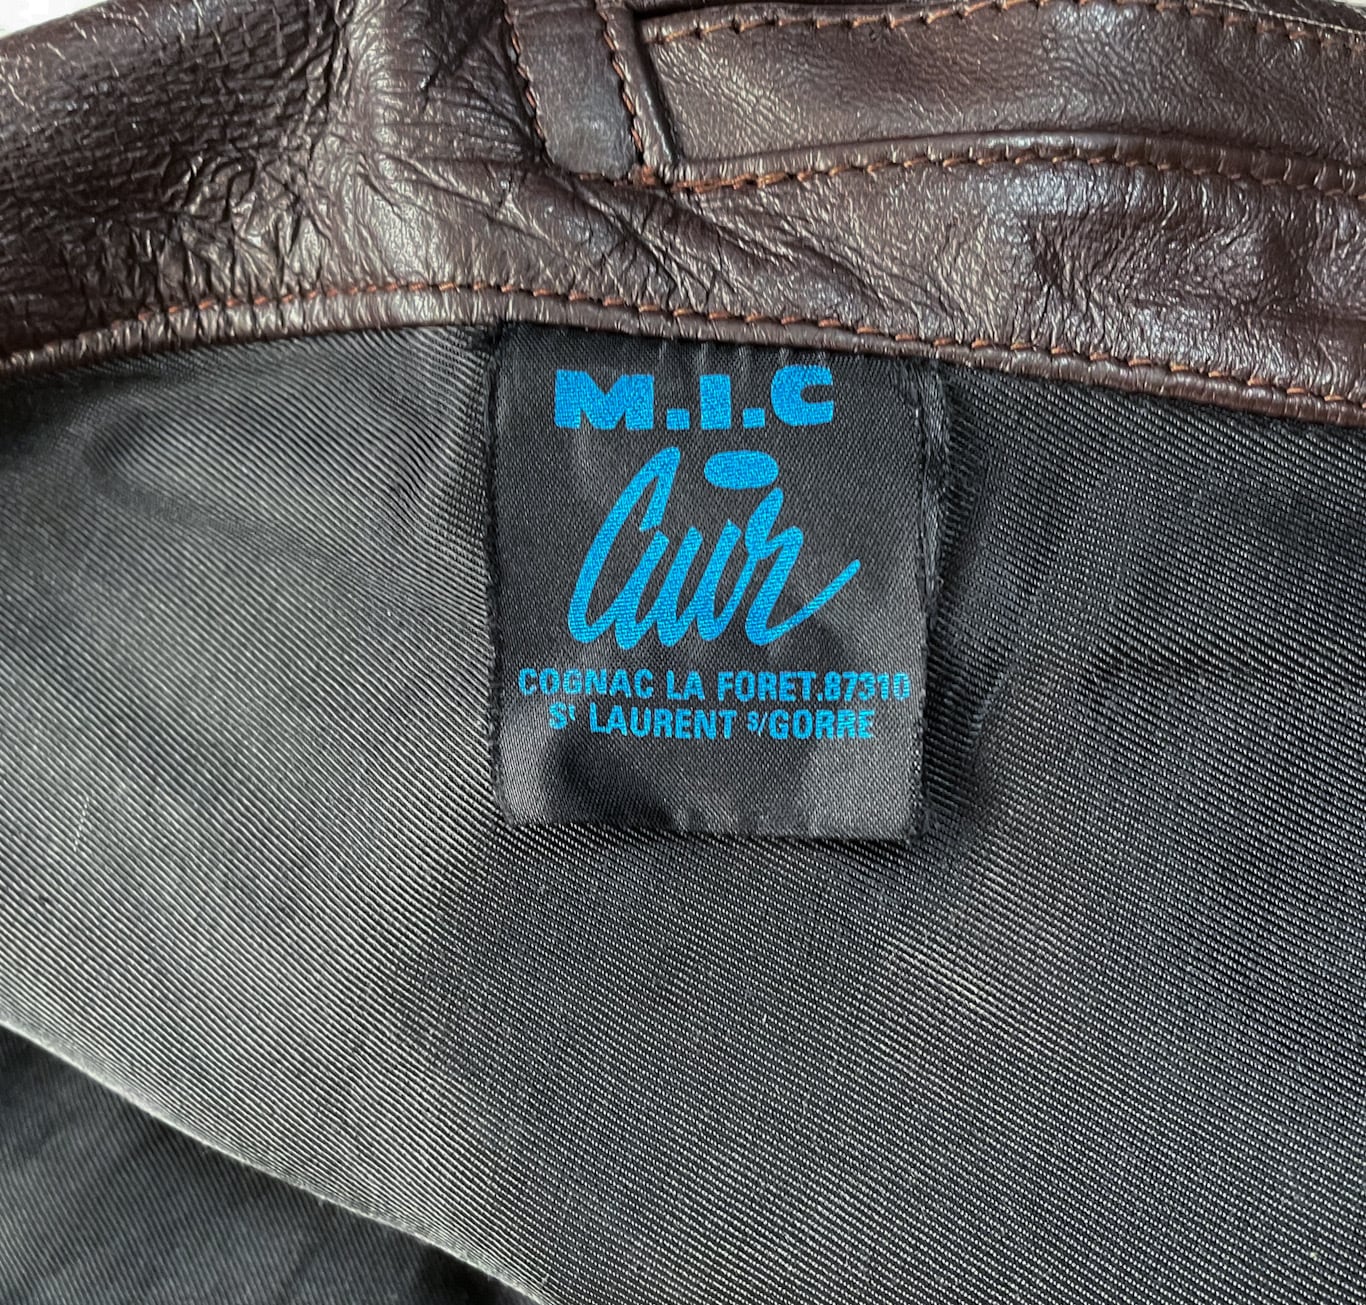 M.I.C
Cuir
COGNAC LA FORET.87310
St LAURENT S/GORRE